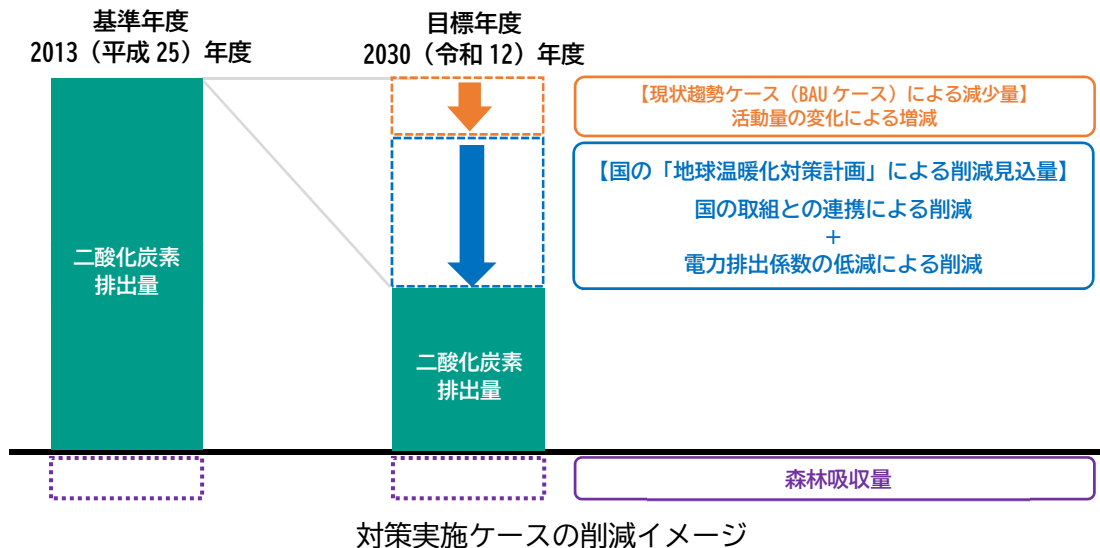 基準年度
2013（平成 25）年度
目標年度
2030（令和 12）年度
【現状趨勢ケース（BAU ケース）による減少量】
活動量の変化による増減
【国の「地球温暖化対策計画」による削減見込量】
国の取組との連携による削減
＋
電力排出係数の低減による削減
二酸化炭素
排出量
二酸化炭素
排出量
森林吸収量
対策実施ケースの削減イメージ